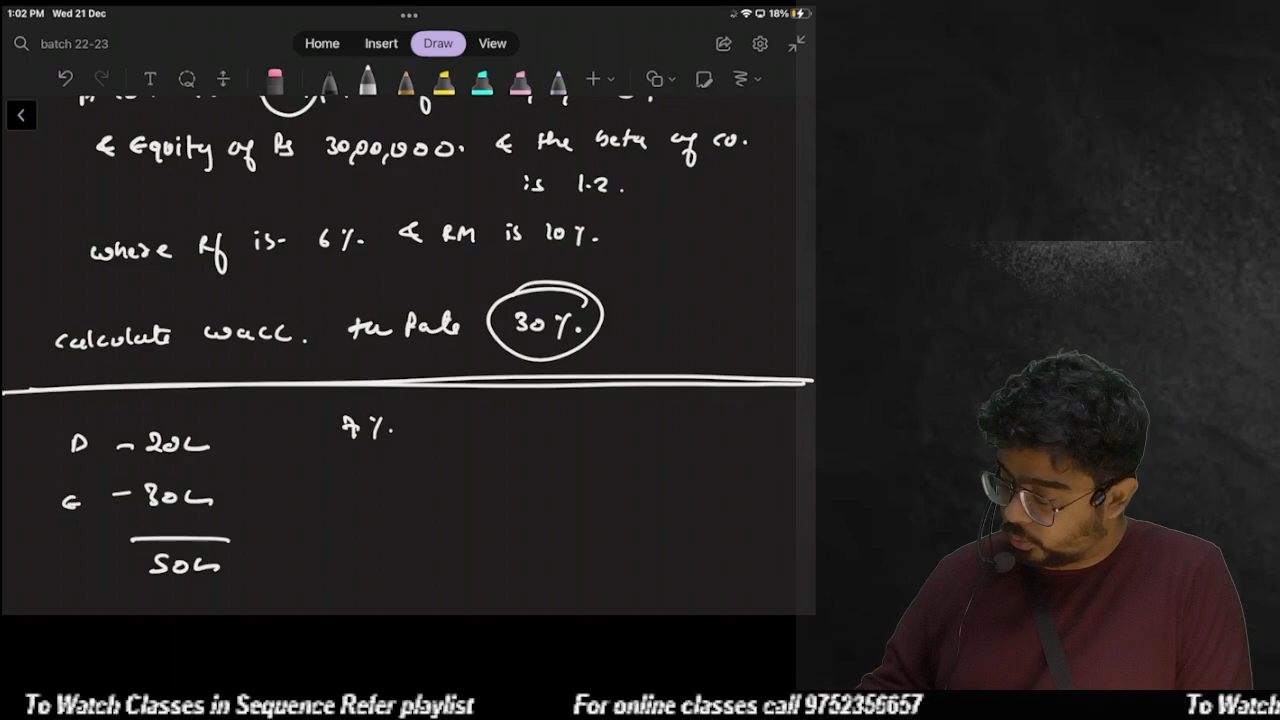 1:02 PM Wed 21 Dec
18%
batch 22-23
Home Insert Draw View
& Equity of Rs 30,00,000. & the beta of co.
is 1.2.
where Rf is 6%. & RM is 10%.
calculate wacc. tax Rate 30%.
D - 20L 7%.
E - 30L
50L
To Watch Classes in Sequence Refer playlist For online classes call 9752356657 To Watch